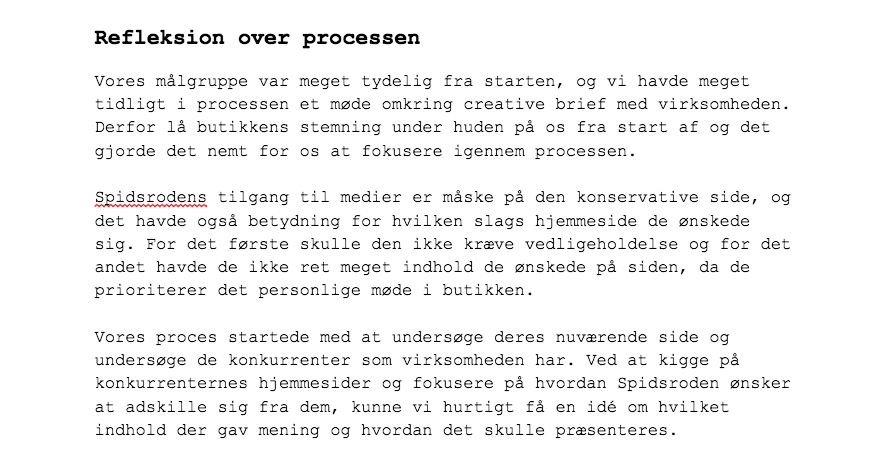 Refleksion over processen
Vores målgruppe var meget tydelig fra starten, og vi havde meget
tidligt i processen et møde omkring creative brief med virksomheden.
Derfor lå butikkens stemning under huden på os fra start af og det
gjorde det nemt for os at fokusere igennem processen.
Spidsrodens tilgang til medier er måske på den konservative side, og
det havde også betydning for hvilken slags hjemmeside de ønskede
sig. For det første skulle den ikke kræve vedligeholdelse og for det
andet havde de ikke ret meget indhold de ønskede på siden, da de
prioriterer det personlige møde i butikken.
Vores proces startede med at undersøge deres nuværende side og
undersøge de konkurrenter som virksomheden har. Ved at kigge på
konkurrenternes hjemmesider og fokusere på hvordan Spidsroden ønsker
at adskille sig fra dem, kunne vi hurtigt få en idé om hvilket
indhold der gav mening og hvordan det skulle præsenteres.